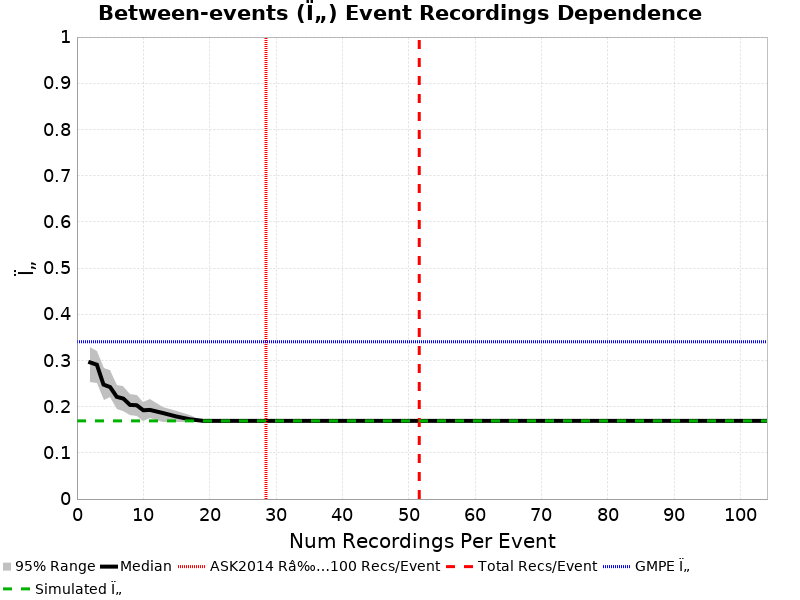 Between-events (Ï„) Event Recordings Dependence
1
0.9
0.8
0.7
0.6
0.5
0.4
0.3
0.2
0.1
0
Ï„
0 10 20 30 40 50 60 70 80 90 100
Num Recordings Per Event
95% Range Median ASK2014 Râ‰…100 Recs/Event Total Recs/Event GMPE Ï„
Simulated Ï„